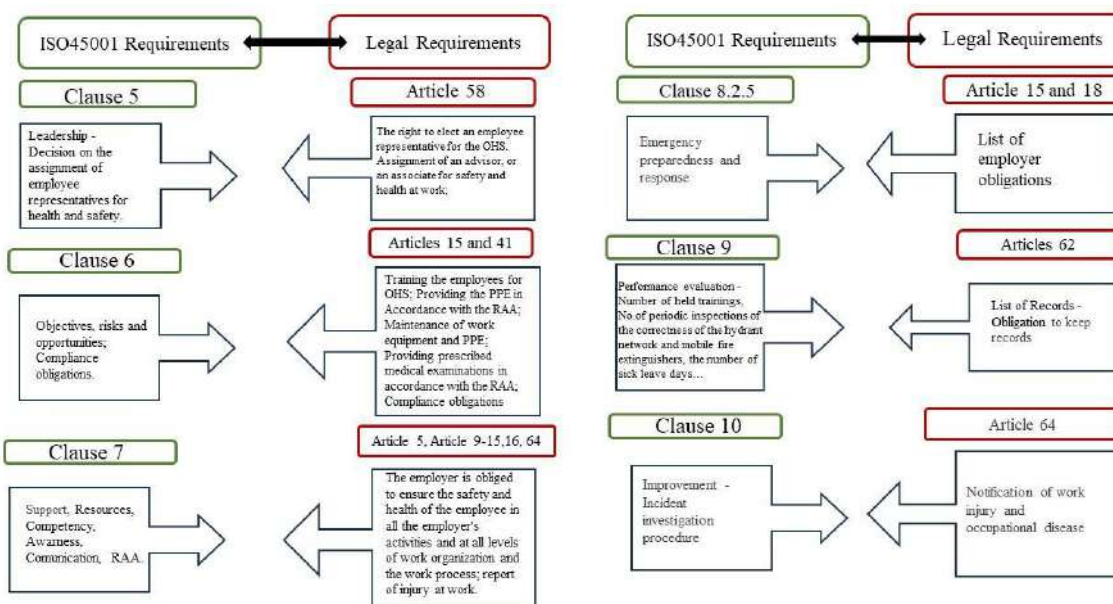 ISO45001 Requirements
Legal Requirements
Clause 5
Article 58
Leadership -
Decision on the
assignment of
employee
representatives for
health and safety.
The right to elect an employee
representative for the OHS.
Assignment of an advisor, or
an associate for safety and
health at work;
Clause 6
Articles 15 and 41
Objectives, risks and
opportunities;
Compliance
obligations.
Training the employees for
OHS; Providing the PPE in
Accordance with the RAA;
Maintenance of work
equipment and PPE;
Providing prescribed
medical examinations in
accordance with the RAA;
Compliance obligations
Clause 7
Article 5, Article 9-15,16, 64
Support, Resources,
Competency,
Awarness,
Comunication, RAA.
The employer is obliged
to ensure the safety and
health of the employee in
all the employer's
activities and at all levels
of work organization and
the work process; report
of injury at work.
ISO45001 Requirements
Legal Requirements
Clause 8.2.5
Article 15 and 18
Emergency
preparedness and
response
List of
employer
obligations
Clause 9
Articles 62
Performance evaluation -
Number of held trainings,
No of periodic inspections of
the correctness of the hydrant
network and mobile fire
extinguishers, the number of
sick leave days...
List of Records -
Obligation to keep
records
Clause 10
Article 64
Improvement -
Incident
investigation
procedure
Notification of work
injury and
occupational disease